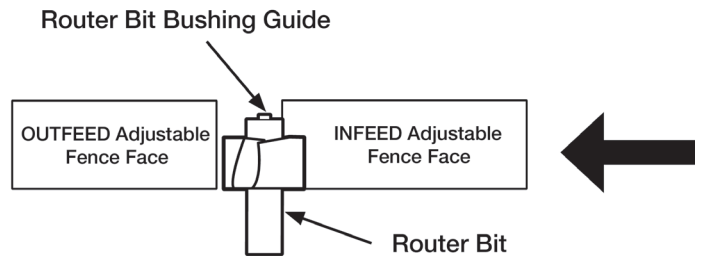 Router Bit Bushing Guide
OUTFEED Adjustable
Fence Face
INFEED Adjustable
Fence Face
Router Bit